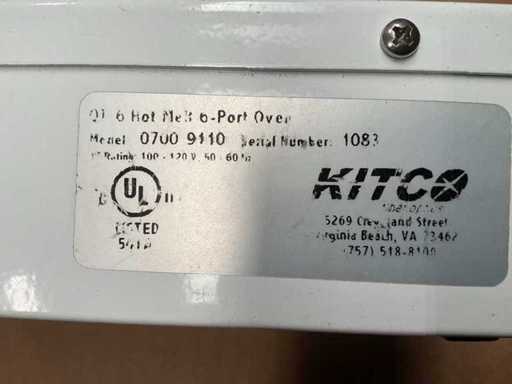 6 Hot Melt 6-Port Oven
Model 0700 9110 Serial Number: 1083
Rating: 100 - 120 V, 50 - 60
UL
LISTED
KITCO
5269 Cleveland Street
Virginia Beach, VA 23462
(757) 518-8100